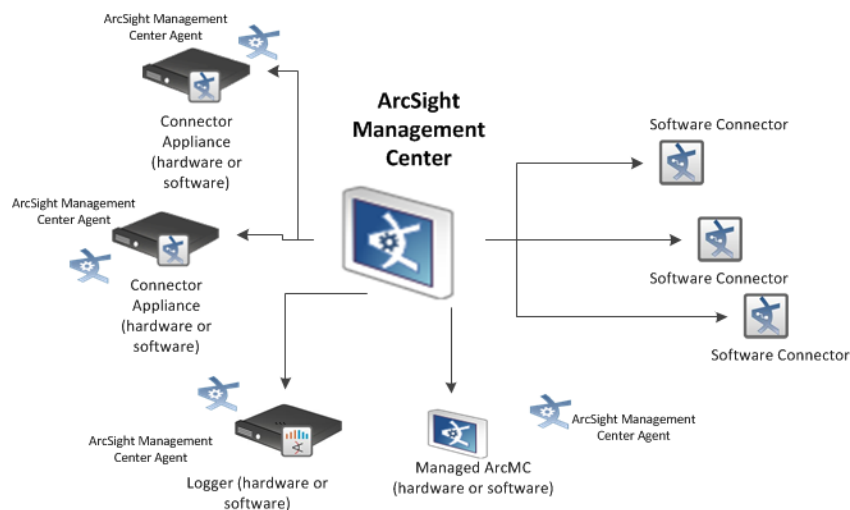 ArcSight Management
Center Agent
Connector
Appliance
(hardware or
software)
ArcSight Management
Center Agent
Connector
Appliance
(hardware or
software)
ArcSight
Management
Center
Software Connector
Software Connector
Software Connector
ArcSight Management
Center Agent
Logger (hardware or
software)
Managed ArcMC
(hardware or software)
ArcSight Management
Center Agent